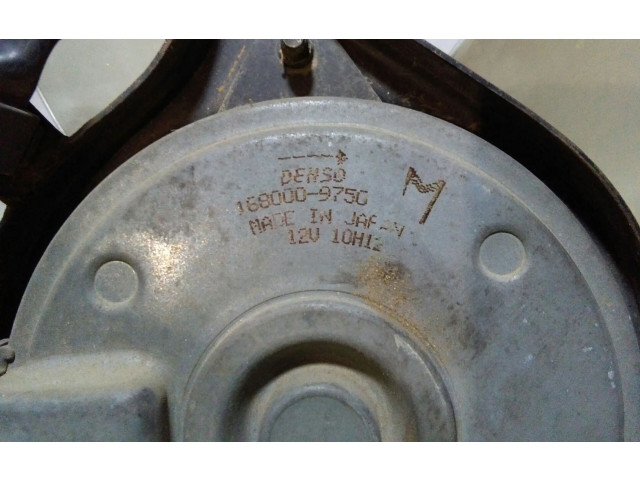 DENSO
168000-9750
MADE IN JAPAN
12V 10H12
M